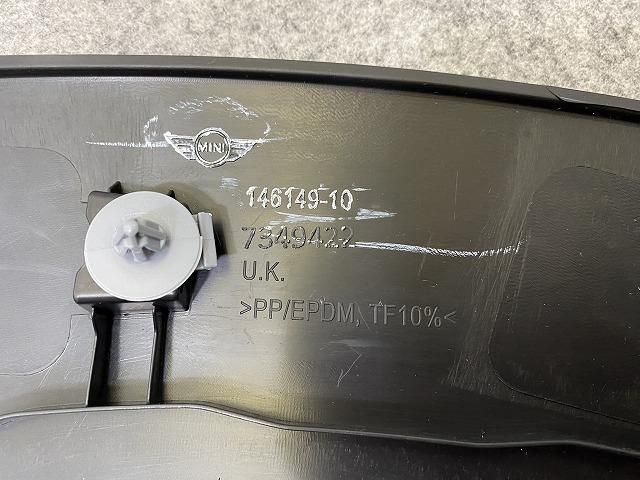 MINI
146149-10
7349422
U.K.
>PP/EPDM, TF10%<